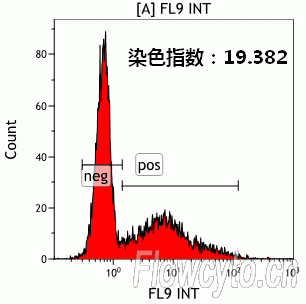 [A] FL9 INT
染色指数：19.382
80
60
40
20
0
Count
neg
pos
10⁰
10¹
10²
10³
FL9 INT
Flowcyto.cn